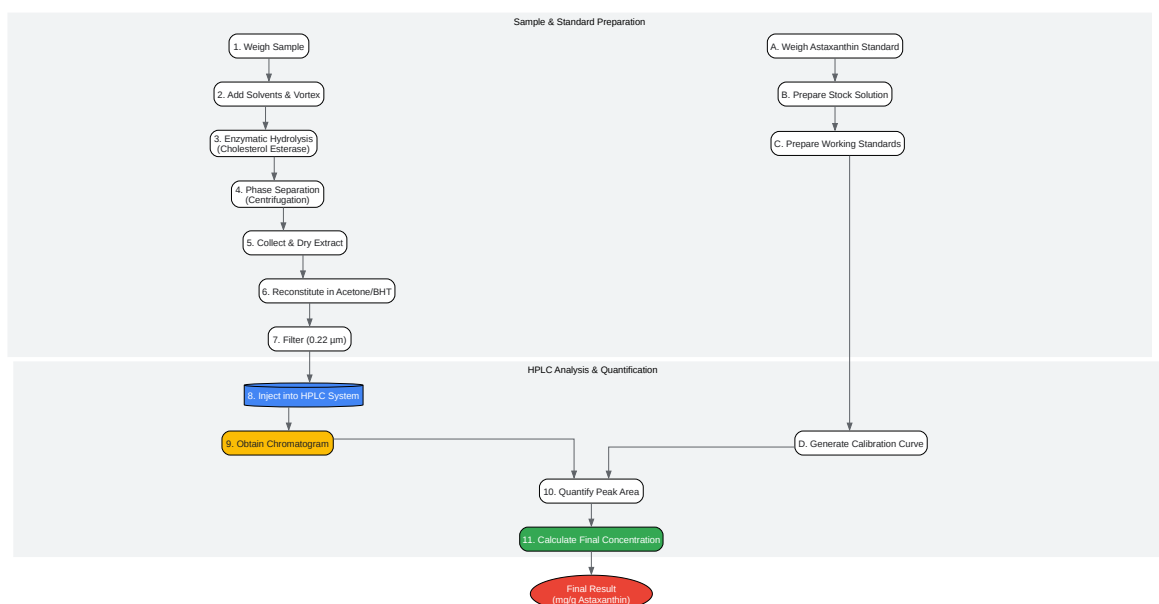 Sample & Standard Preparation
1. Weigh Sample
A. Weigh Astaxanthin Standard
2. Add Solvents & Vortex
B. Prepare Stock Solution
3. Enzymatic Hydrolysis
(Cholesterol Esterase)
C. Prepare Working Standards
4. Phase Separation
(Centrifugation)
5. Collect & Dry Extract
6. Reconstitute in Acetone/BHT
7. Filter (0.22 µm)
HPLC Analysis & Quantification
8. Inject into HPLC System
9. Obtain Chromatogram
D. Generate Calibration Curve
10. Quantify Peak Area
11. Calculate Final Concentration
Final Result
(mg/g Astaxanthin)